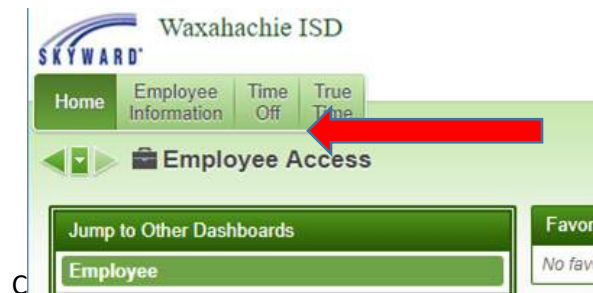 Waxahachie ISD
SKYWARD®
Home Employee Information Time Off True Time
Employee Access
Jump to Other Dashboards
Employee
Favor
No fav
C